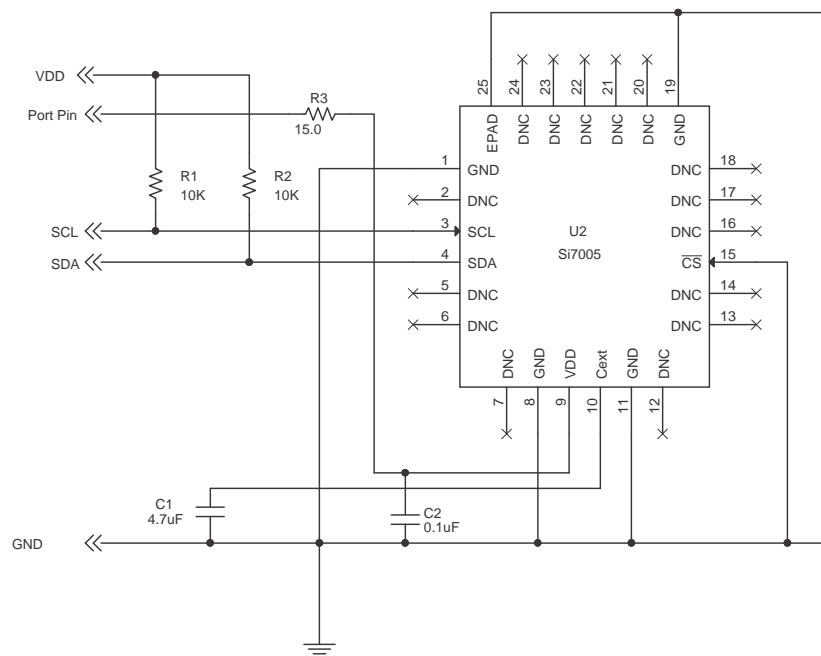 25
24
23
22
21
20
19
EPAD
DNC
DNC
DNC
DNC
DNC
GND
VDD
Port Pin
R3
15.0
R1
10K
R2
10K
SCL
SDA
1
GND
2
DNC
3
SCL
4
SDA
5
DNC
6
DNC
U2
Si7005
DNC
18
DNC
17
DNC
16
CS
15
DNC
14
DNC
13
DNC
GND
VDD
Cext
GND
DNC
7
8
9
10
11
12
C1
4.7uF
C2
0.1uF
GND